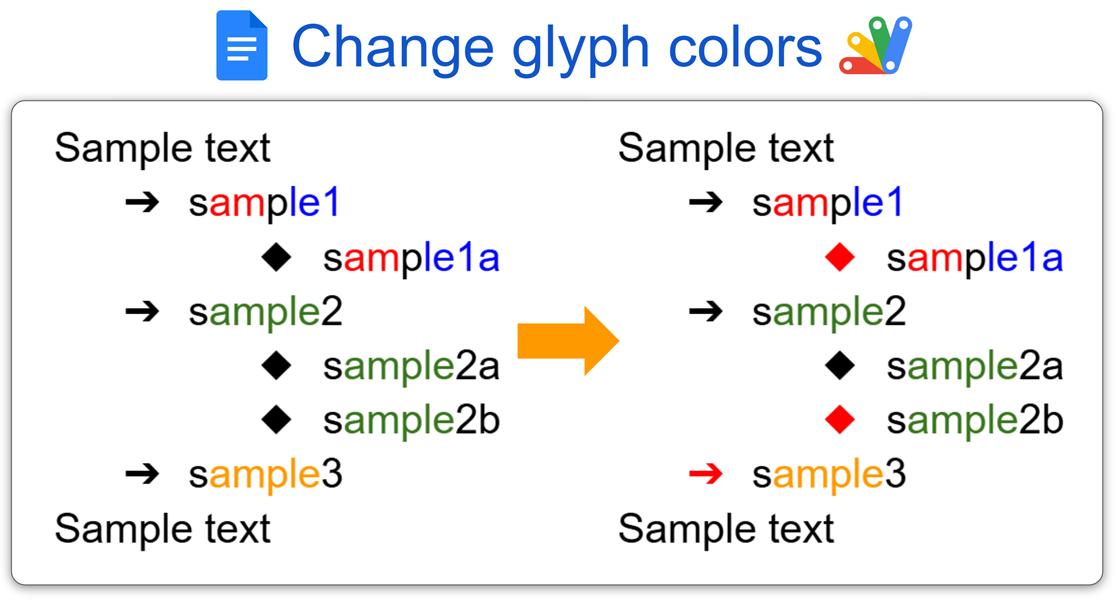 Change glyph colors
Sample text
➔ sample1
◆ sample1a
➔ sample2
◆ sample2a
◆ sample2b
➔ sample3
Sample text
Sample text
➔ sample1
◆ sample1a
➔ sample2
◆ sample2a
◆ sample2b
➔ sample3
Sample text